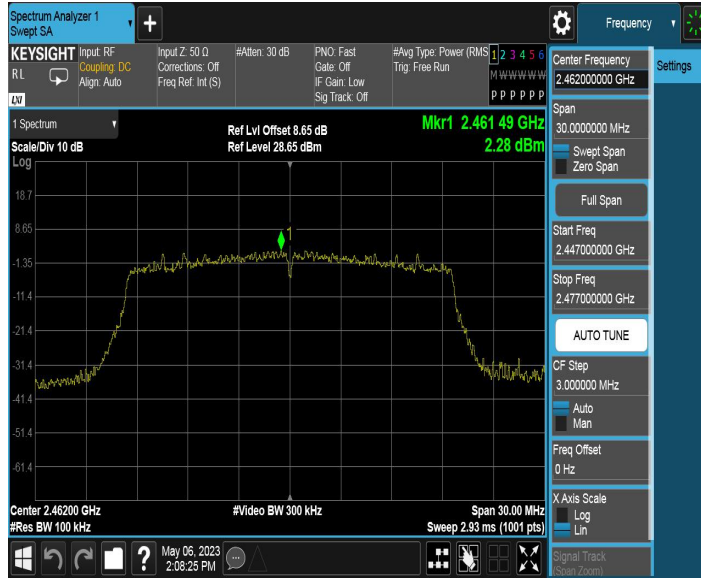 Spectrum Analyzer 1
Swept SA
+
Frequency
KEYSIGHT
RL
LXI
Input: RF
Coupling: DC
Align: Auto
Input Z: 50 Ω
Corrections: Off
Freq Ref: Int (S)
#Atten: 30 dB
PNO: Fast
Gate: Off
IF Gain: Low
Sig Track: Off
#Avg Type: Power (RMS
Trig: Free Run
1 2 3 4 5 6
M W W W W W
P P P P P P
1 Spectrum
Scale/Div 10 dB
Ref Lvl Offset 8.65 dB
Ref Level 28.65 dBm
Mkr1 2.461 49 GHz
2.28 dBm
Log
18.7
8.65
-1.35
-11.4
-21.4
-31.4
-41.4
-51.4
-61.4
1
Center 2.46200 GHz
#Res BW 100 kHz
#Video BW 300 kHz
Span 30.00 MHz
Sweep 2.93 ms (1001 pts)
Center Frequency
2.462000000 GHz
Settings
Span
30.0000000 MHz
Swept Span
Zero Span
Full Span
Start Freq
2.447000000 GHz
Stop Freq
2.477000000 GHz
AUTO TUNE
CF Step
3.000000 MHz
Auto
Man
Freq Offset
0 Hz
X Axis Scale
Log
Lin
Signal Track
(Span Zoom)
?
May 06, 2023
2:08:25 PM